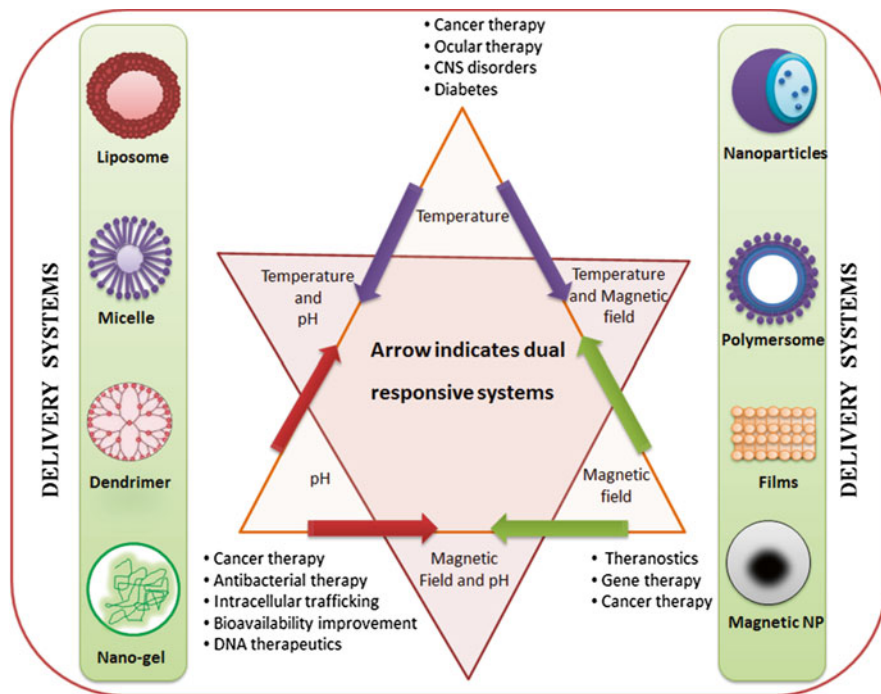 • Cancer therapy
• Ocular therapy
• CNS disorders
• Diabetes
DELIVERY SYSTEMS
Liposome
Micelle
Dendrimer
Nano-gel
Temperature
Temperature
and
pH
Temperature
and Magnetic
field
Arrow indicates dual
responsive systems
pH
Magnetic
field
Magnetic
Field and pH
• Cancer therapy
• Antibacterial therapy
• Intracellular trafficking
• Bioavailability improvement
• DNA therapeutics
• Theranostics
• Gene therapy
• Cancer therapy
Nanoparticles
Polymersome
Films
Magnetic NP
DELIVERY SYSTEMS